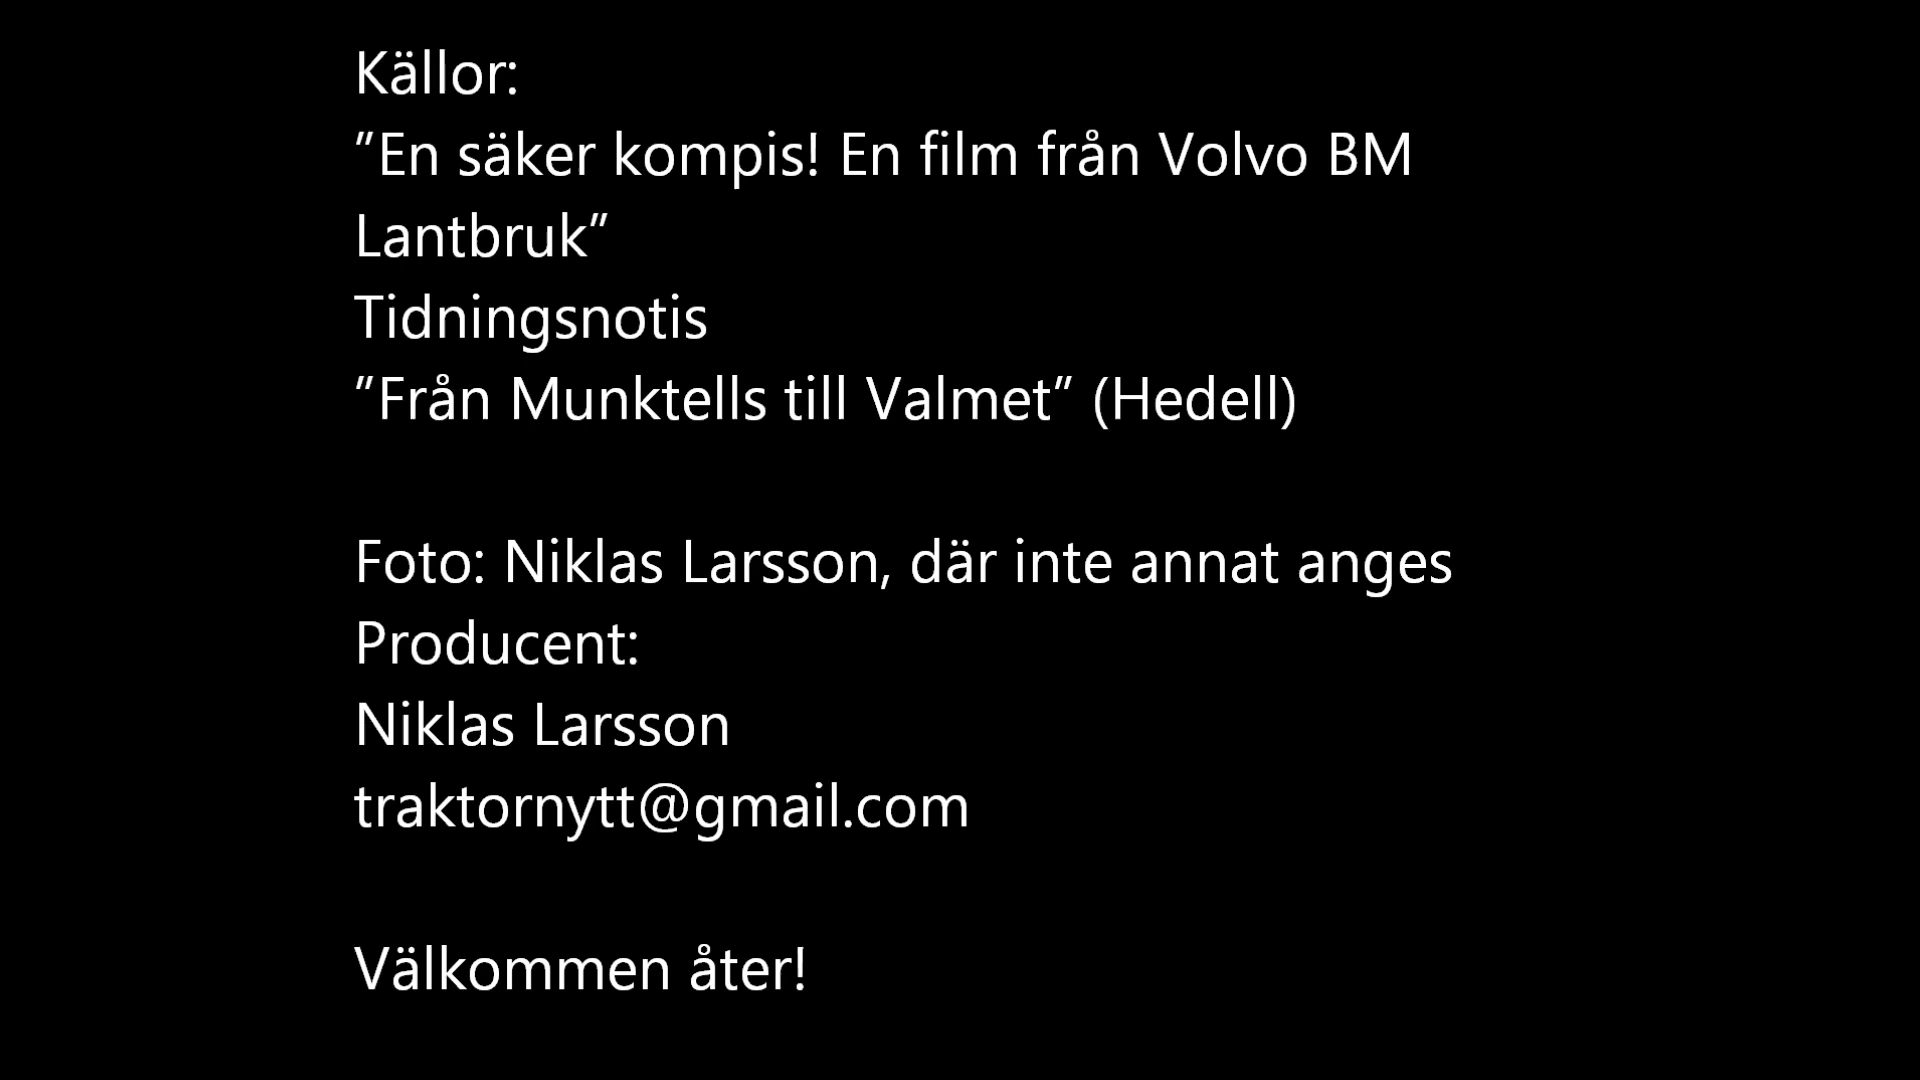 Källor:
”En säker kompis! En film från Volvo BM
Lantbruk”
Tidningsnotis
”Från Munktells till Valmet” (Hedell)
Foto: Niklas Larsson, där inte annat anges
Producent:
Niklas Larsson
traktornytt@gmail.com
Välkommen åter!